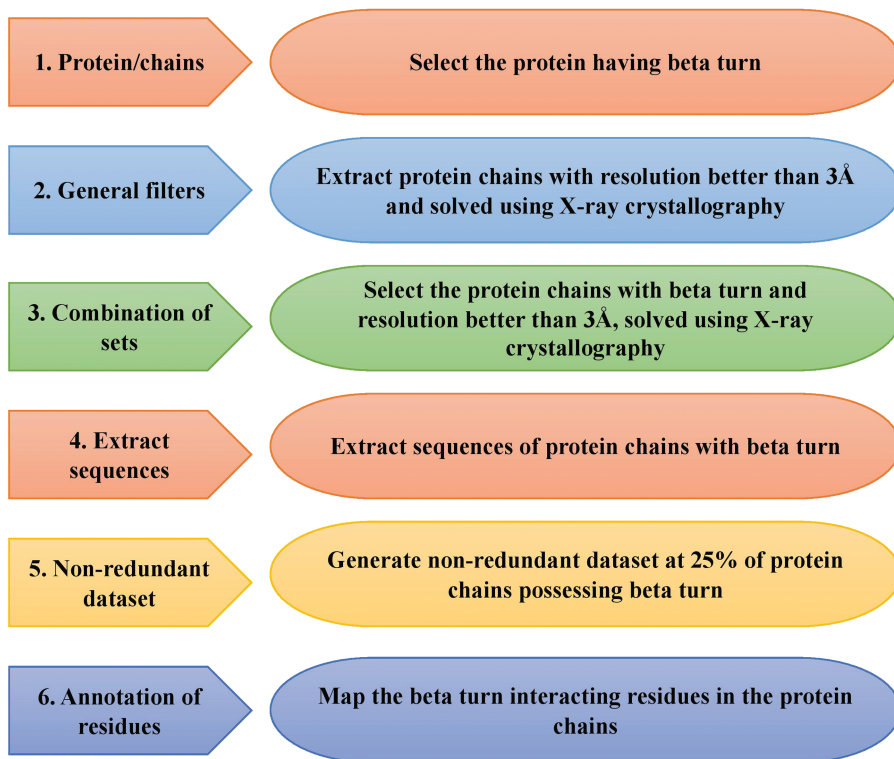 1. Protein/chains
Select the protein having beta turn
2. General filters
Extract protein chains with resolution better than 3Å
and solved using X-ray crystallography
3. Combination of
sets
Select the protein chains with beta turn and
resolution better than 3Å, solved using X-ray
crystallography
4. Extract
sequences
Extract sequences of protein chains with beta turn
5. Non-redundant
dataset
Generate non-redundant dataset at 25% of protein
chains possessing beta turn
6. Annotation of
residues
Map the beta turn interacting residues in the protein
chains